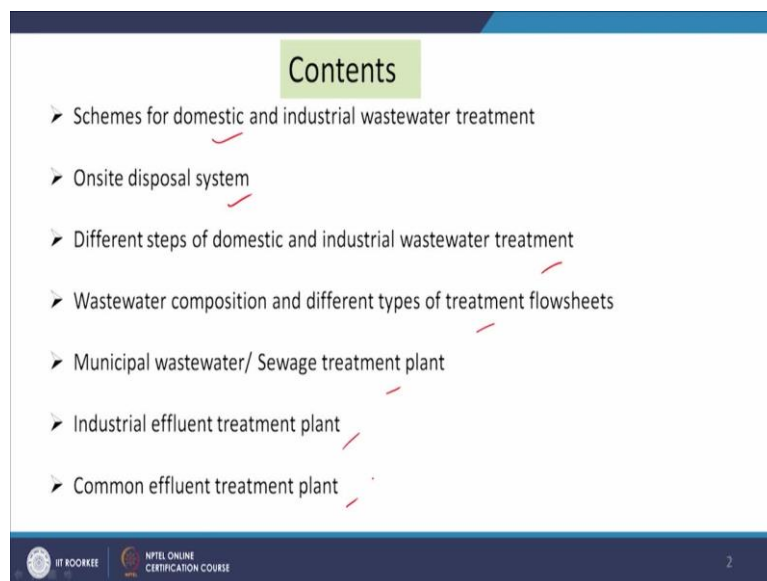 Contents
➤ Schemes for domestic and industrial wastewater treatment
➤ Onsite disposal system
➤ Different steps of domestic and industrial wastewater treatment
➤ Wastewater composition and different types of treatment flowsheets
➤ Municipal wastewater/ Sewage treatment plant
➤ Industrial effluent treatment plant
➤ Common effluent treatment plant
IIT ROORKEE
NPTEL ONLINE
CERTIFICATION COURSE
2